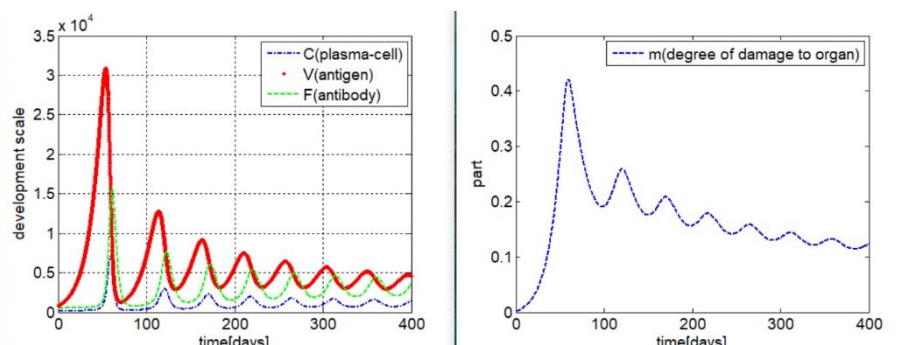 x 10^4
3.5
3
2.5
2
1.5
1
0.5
0
development scale
C(plasma-cell)
V(antigen)
F(antibody)
0 100 200 300 400
time[days]
0.5
0.4
0.3
0.2
0.1
0
part
m(degree of damage to organ)
0 100 200 300 400
time[days]